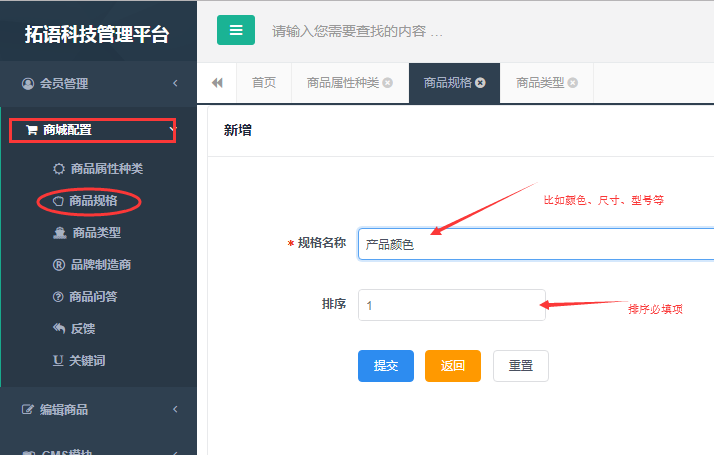 拓语科技管理平台
请输入您需要查找的内容 …
会员管理
首页
商品属性种类
商品规格
商品类型
商城配置
新增
商品属性种类
商品规格
比如颜色、尺寸、型号等
商品类型
* 规格名称
产品颜色
品牌制造商
商品问答
排序
1
排序必填项
反馈
关键词
提交
返回
重置
编辑商品
CMS模块